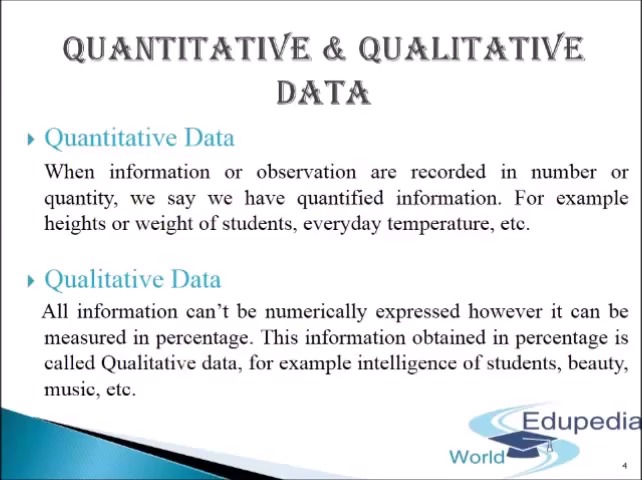 QUANTITATIVE & QUALITATIVE
DATA
Quantitative Data
When information or observation are recorded in number or
quantity, we say we have quantified information. For example
heights or weight of students, everyday temperature, etc.
Qualitative Data
All information can't be numerically expressed however it can be
measured in percentage. This information obtained in percentage is
called Qualitative data, for example intelligence of students, beauty,
music, etc.
Edupedia
World
4